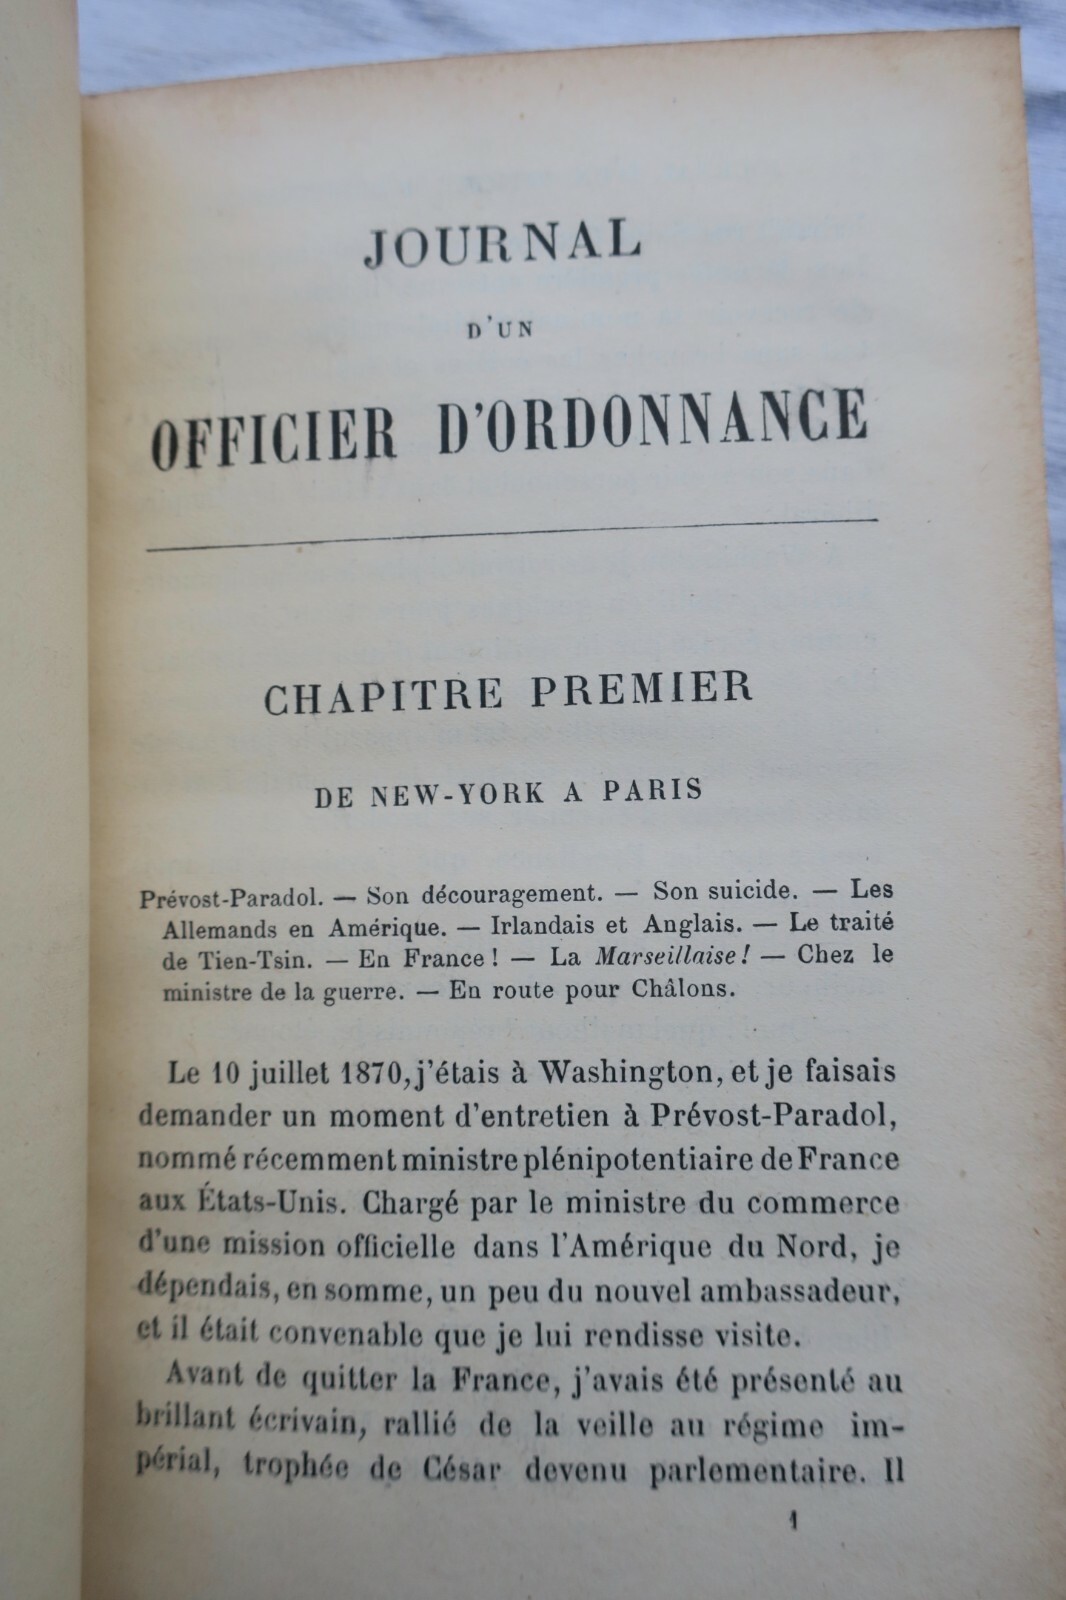 JOURNAL
D'UN
OFFICIER D'ORDONNANCE
CHAPITRE PREMIER
DE NEW-YORK A PARIS
Prévost-Paradol. — Son découragement. — Son suicide. — Les
Allemands en Amérique. — Irlandais et Anglais. — Le traité
de Tien-Tsin. — En France ! — La Marseillaise ! — Chez le
ministre de la guerre. — En route pour Châlons.
Le 10 juillet 1870, j'étais à Washington, et je faisais
demander un moment d'entretien à Prévost-Paradol,
nommé récemment ministre plénipotentiaire de France
aux États-Unis. Chargé par le ministre du commerce
d'une mission officielle dans l'Amérique du Nord, je
dépendais, en somme, un peu du nouvel ambassadeur,
et il était convenable que je lui rendisse visite.
Avant de quitter la France, j'avais été présenté au
brillant écrivain, rallié de la veille au régime im-
périal, trophée de César devenu parlementaire. Il
1